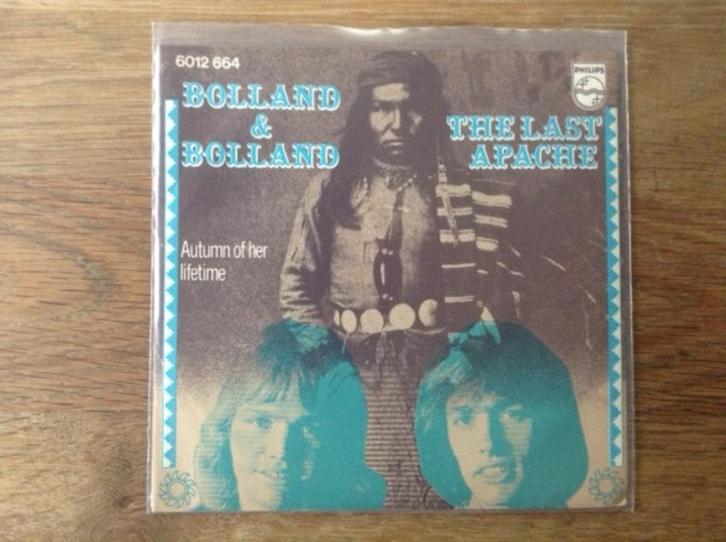 6012 664
PHILIPS
BOLLAND
&
BOLLAND
THE LAST
APACHE
Autumn of her
lifetime